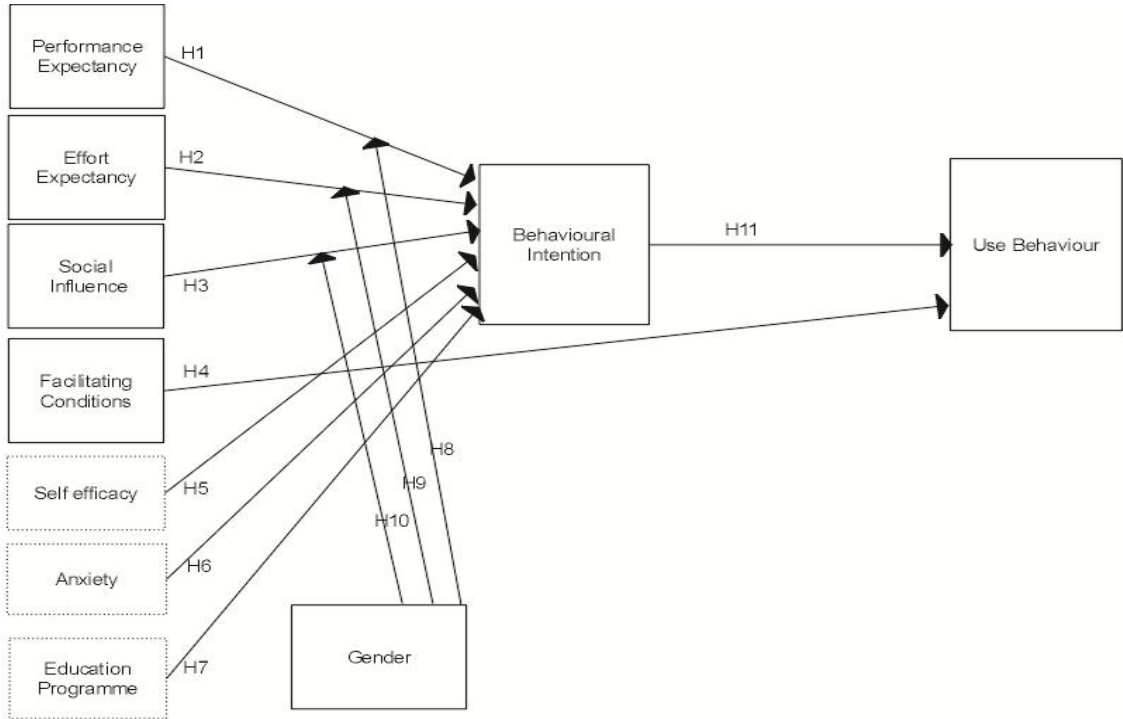 Performance
Expectancy
H1
Effort
Expectancy
H2
Social
Influence
H3
Facilitating
Conditions
H4
Self efficacy
H5
Anxiety
H6
Education
Programme
H7
H8
H9
H10
Gender
Behavioural
Intention
H11
Use Behaviour